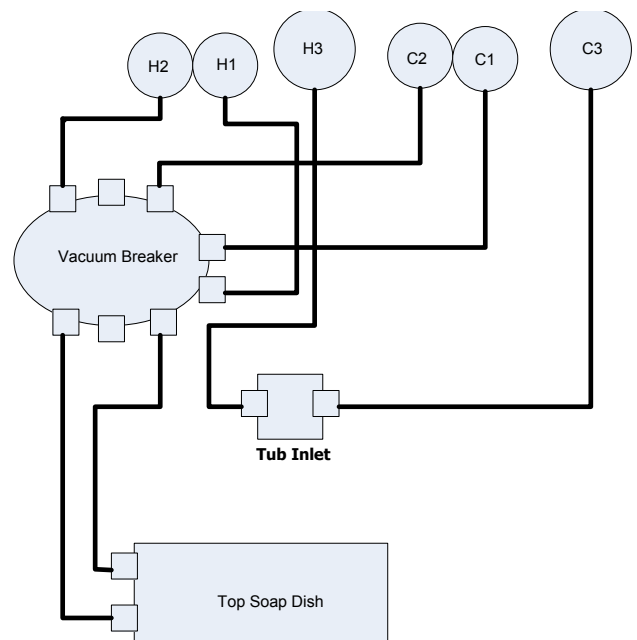 H2
H1
H3
C2
C1
C3
Vacuum Breaker
Tub Inlet
Top Soap Dish